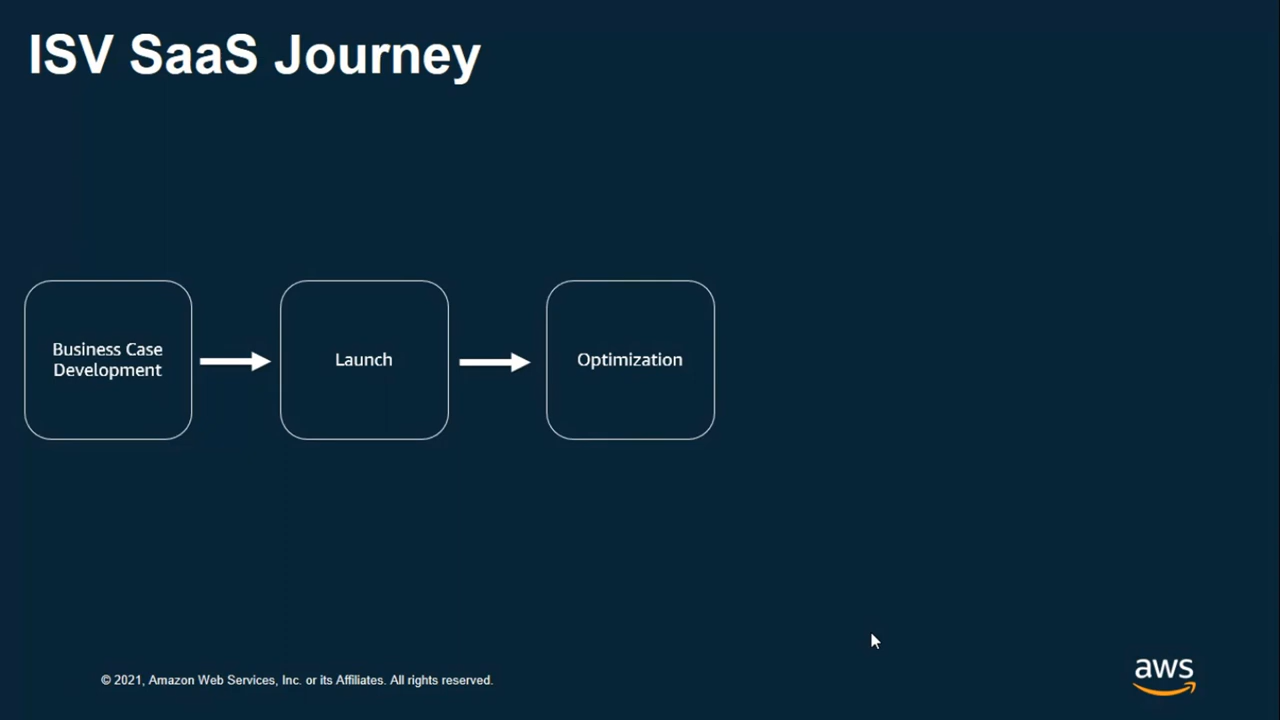 ISV SaaS Journey
Business Case
Development
Launch
Optimization
© 2021, Amazon Web Services, Inc. or its Affiliates. All rights reserved.
aws